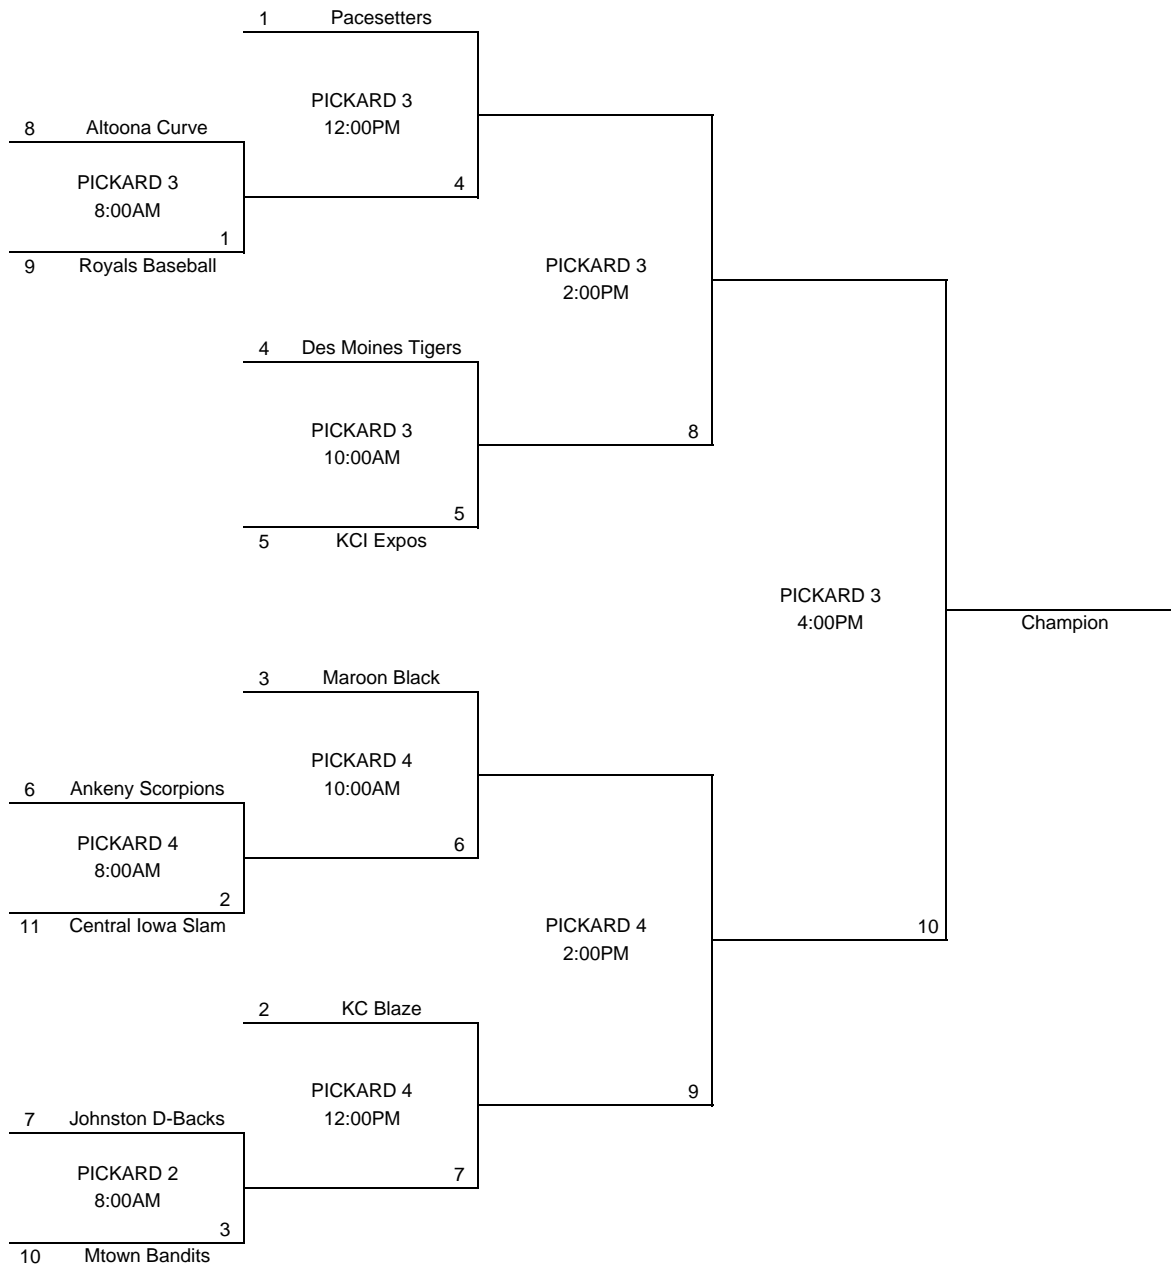 1 Pacesetters
PICKARD 3
12:00PM
8 Altoona Curve
PICKARD 3
8:00AM
4
1
9 Royals Baseball
PICKARD 3
2:00PM
4 Des Moines Tigers
PICKARD 3
10:00AM
8
5
5 KCI Expos
PICKARD 3
4:00PM
Champion
3 Maroon Black
PICKARD 4
10:00AM
6 Ankeny Scorpions
PICKARD 4
8:00AM
6
2
11 Central Iowa Slam
PICKARD 4
2:00PM
10
2 KC Blaze
PICKARD 4
12:00PM
9
7 Johnston D-Backs
PICKARD 2
8:00AM
7
3
10 Mtown Bandits